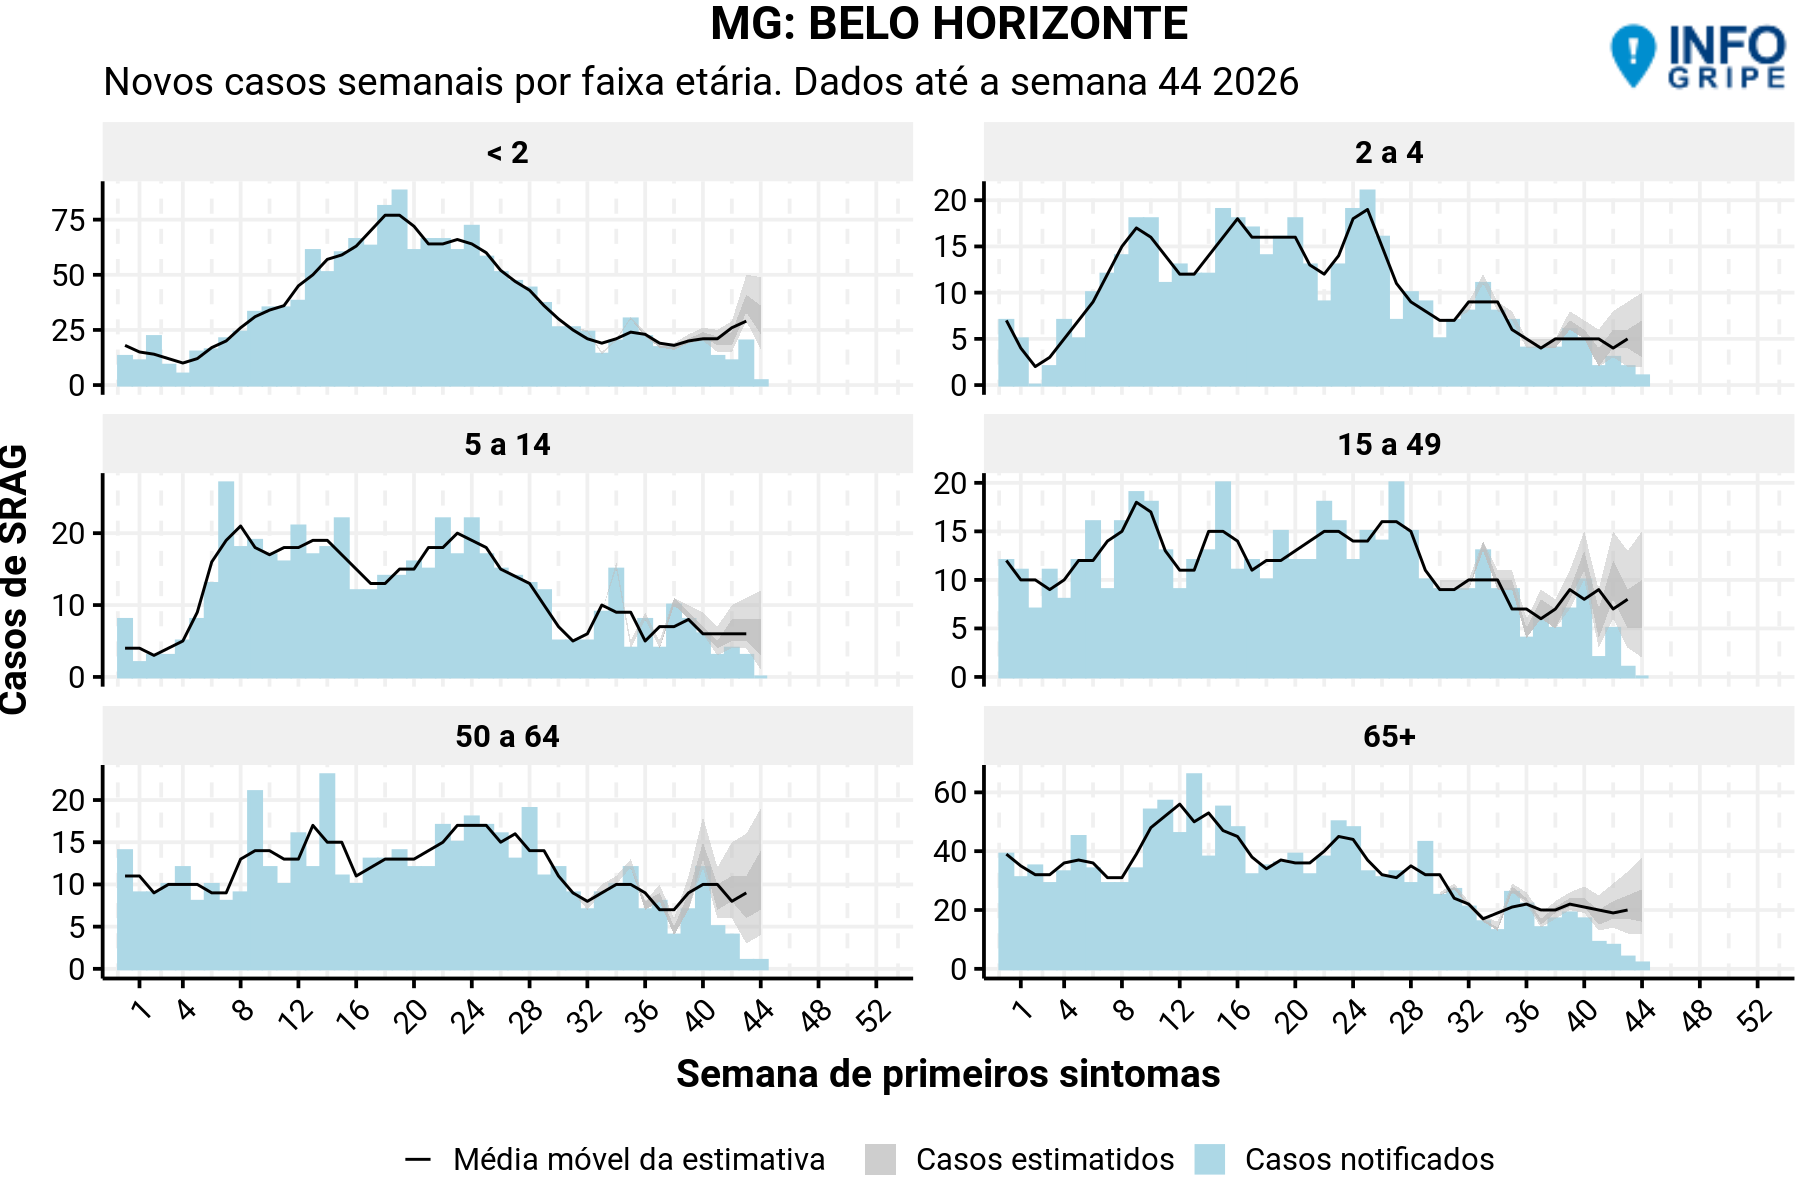 MG: BELO HORIZONTE
Novos casos semanais por faixa etária. Dados até a semana 44 2026
INFO
GRIPE
< 2
2 a 4
75
50
25
0
20
15
10
5
0
5 a 14
15 a 49
20
10
0
20
15
10
5
0
50 a 64
65+
20
15
10
5
0
60
40
20
0
Casos de SRAG
1 4 8 12 16 20 24 28 32 36 40 44 48 52
1 4 8 12 16 20 24 28 32 36 40 44 48 52
Semana de primeiros sintomas
Média móvel da estimativa Casos estimatidos Casos notificados